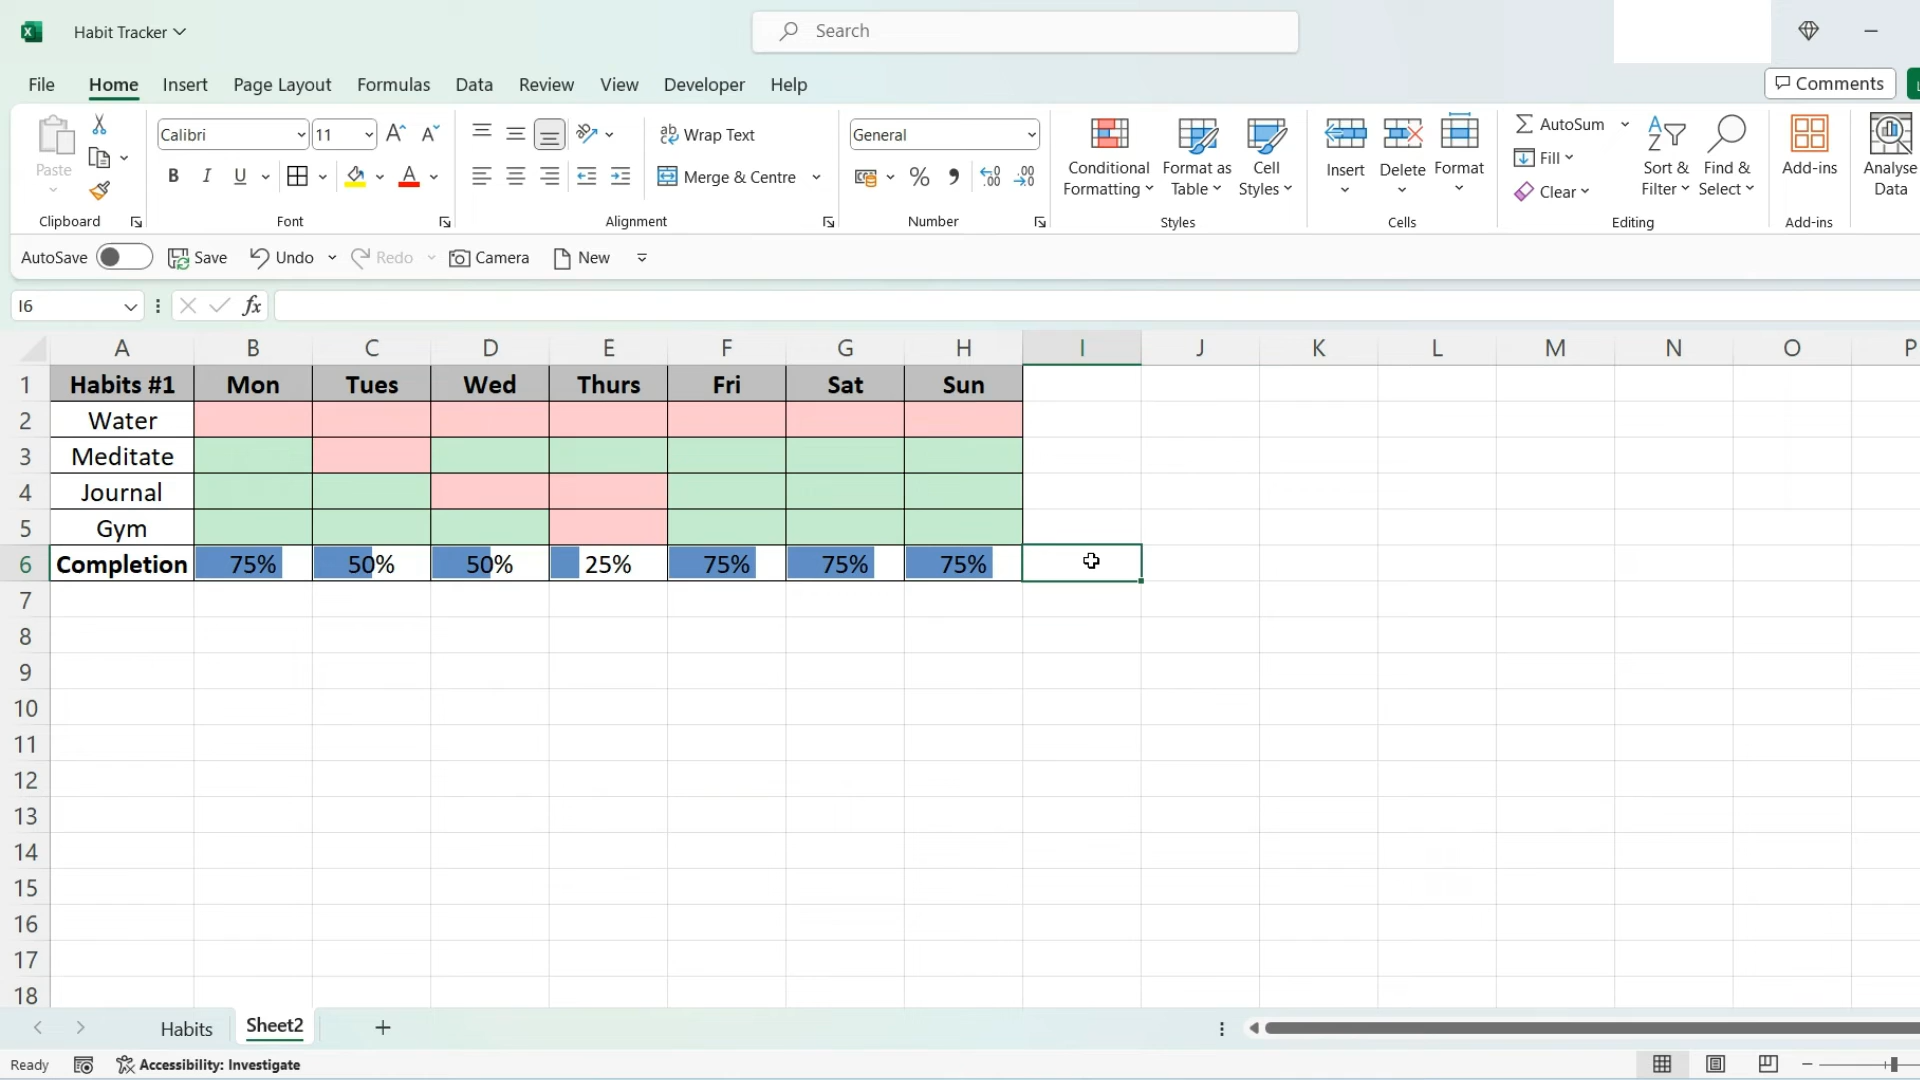 Habit Tracker
Search
File Home Insert Page Layout Formulas Data Review View Developer Help Comments
Paste
Clipboard
Calibri 11
B I U
Font
Wrap Text
Merge & Centre
Alignment
General
% 9
Number
Conditional Formatting
Format as Table
Cell Styles
Styles
Insert Delete Format
Cells
AutoSum
Fill
Clear
Sort & Filter
Find & Select
Editing
Add-ins
Add-ins
Analyse Data
AutoSave Save Undo Redo Camera New
I6 fx
A B C D E F G H I J K L M N O P
1 Habits #1 Mon Tues Wed Thurs Fri Sat Sun
2 Water
3 Meditate
4 Journal
5 Gym
6 Completion 75% 50% 50% 25% 75% 75% 75%
7
8
9
10
11
12
13
14
15
16
17
18
Habits Sheet2
Ready Accessibility: Investigate